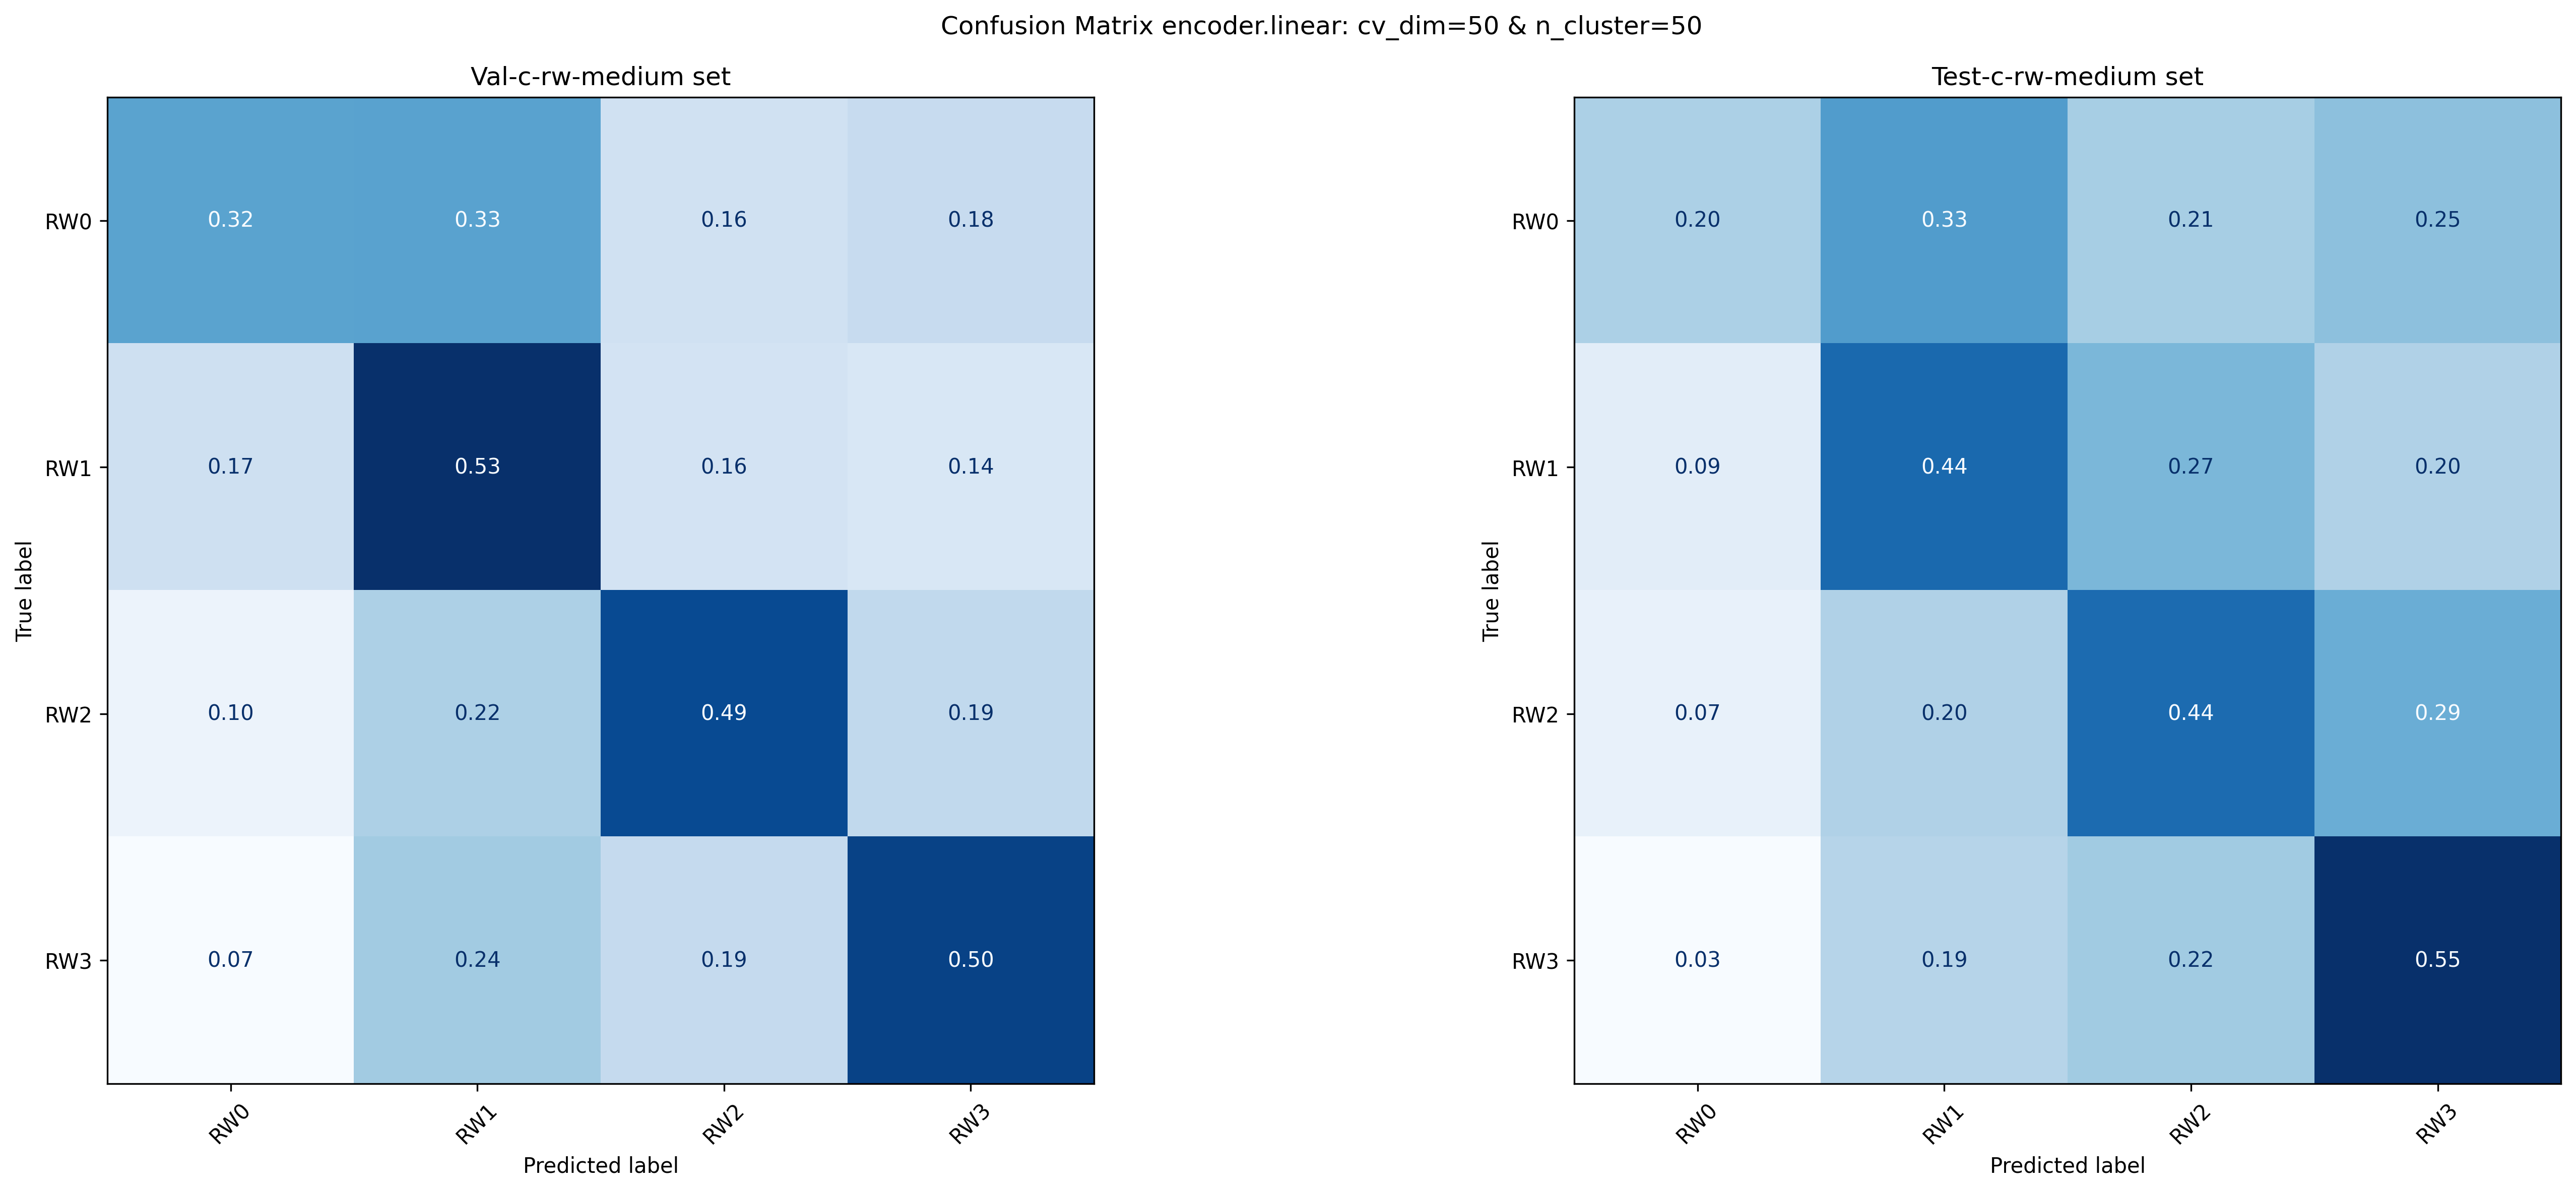 Confusion Matrix encoder.linear: cv_dim=50 & n_cluster=50
Val-c-rw-medium set
True label
RW0 0.32 0.33 0.16 0.18
RW1 0.17 0.53 0.16 0.14
RW2 0.10 0.22 0.49 0.19
RW3 0.07 0.24 0.19 0.50
RW0 RW1 RW2 RW3
Predicted label
Test-c-rw-medium set
True label
RW0 0.20 0.33 0.21 0.25
RW1 0.09 0.44 0.27 0.20
RW2 0.07 0.20 0.44 0.29
RW3 0.03 0.19 0.22 0.55
RW0 RW1 RW2 RW3
Predicted label